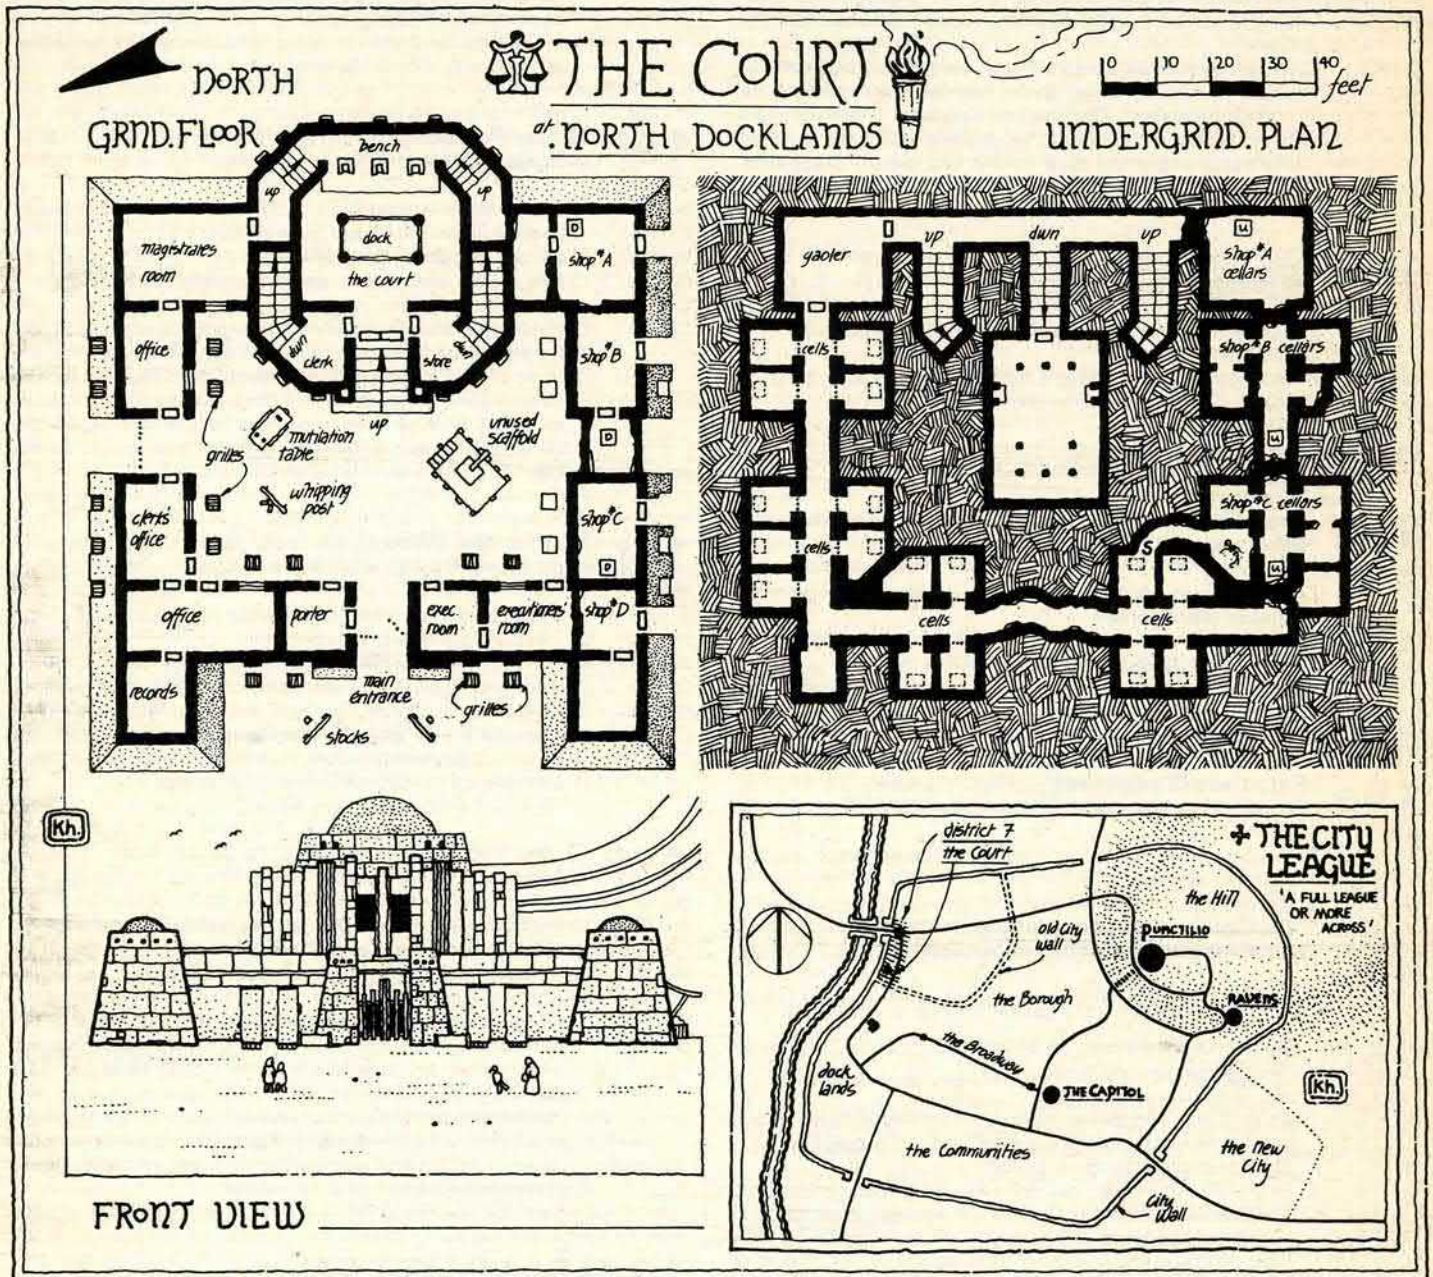 NORTH
THE COURT
0 10 20 30 40 feet
GRND. FLOOR
at NORTH DOCKLANDS
UNDERGRND. PLAN
bench
up
up
dock
the court
magistrates
room
D
shop *A
office
dwn
clerk
store
dwn
shop *B
up
grilles
mutilation
table
unused
scaffold
D
whipping
post
clerk's
office
shop *C
D
office
porter
exec.
room
executioners'
room
shop *D
records
main
entrance
grilles
stocks
gaoler
up
dwn
up
U
shop *A
cellars
cells
shop *B cellars
U
shop *C cellars
cells
S
U
cells
cells
Kh.
FRONT VIEW
district 7
the Court
THE CITY
LEAGUE
'A FULL LEAGUE
OR MORE
ACROSS'
the Hill
old City
Wall
PUNCTILIO
the Borough
RAVENS
the Broadway
dock
lands
THE CAPITOL
Kh.
the Communities
the New
City
City
Wall